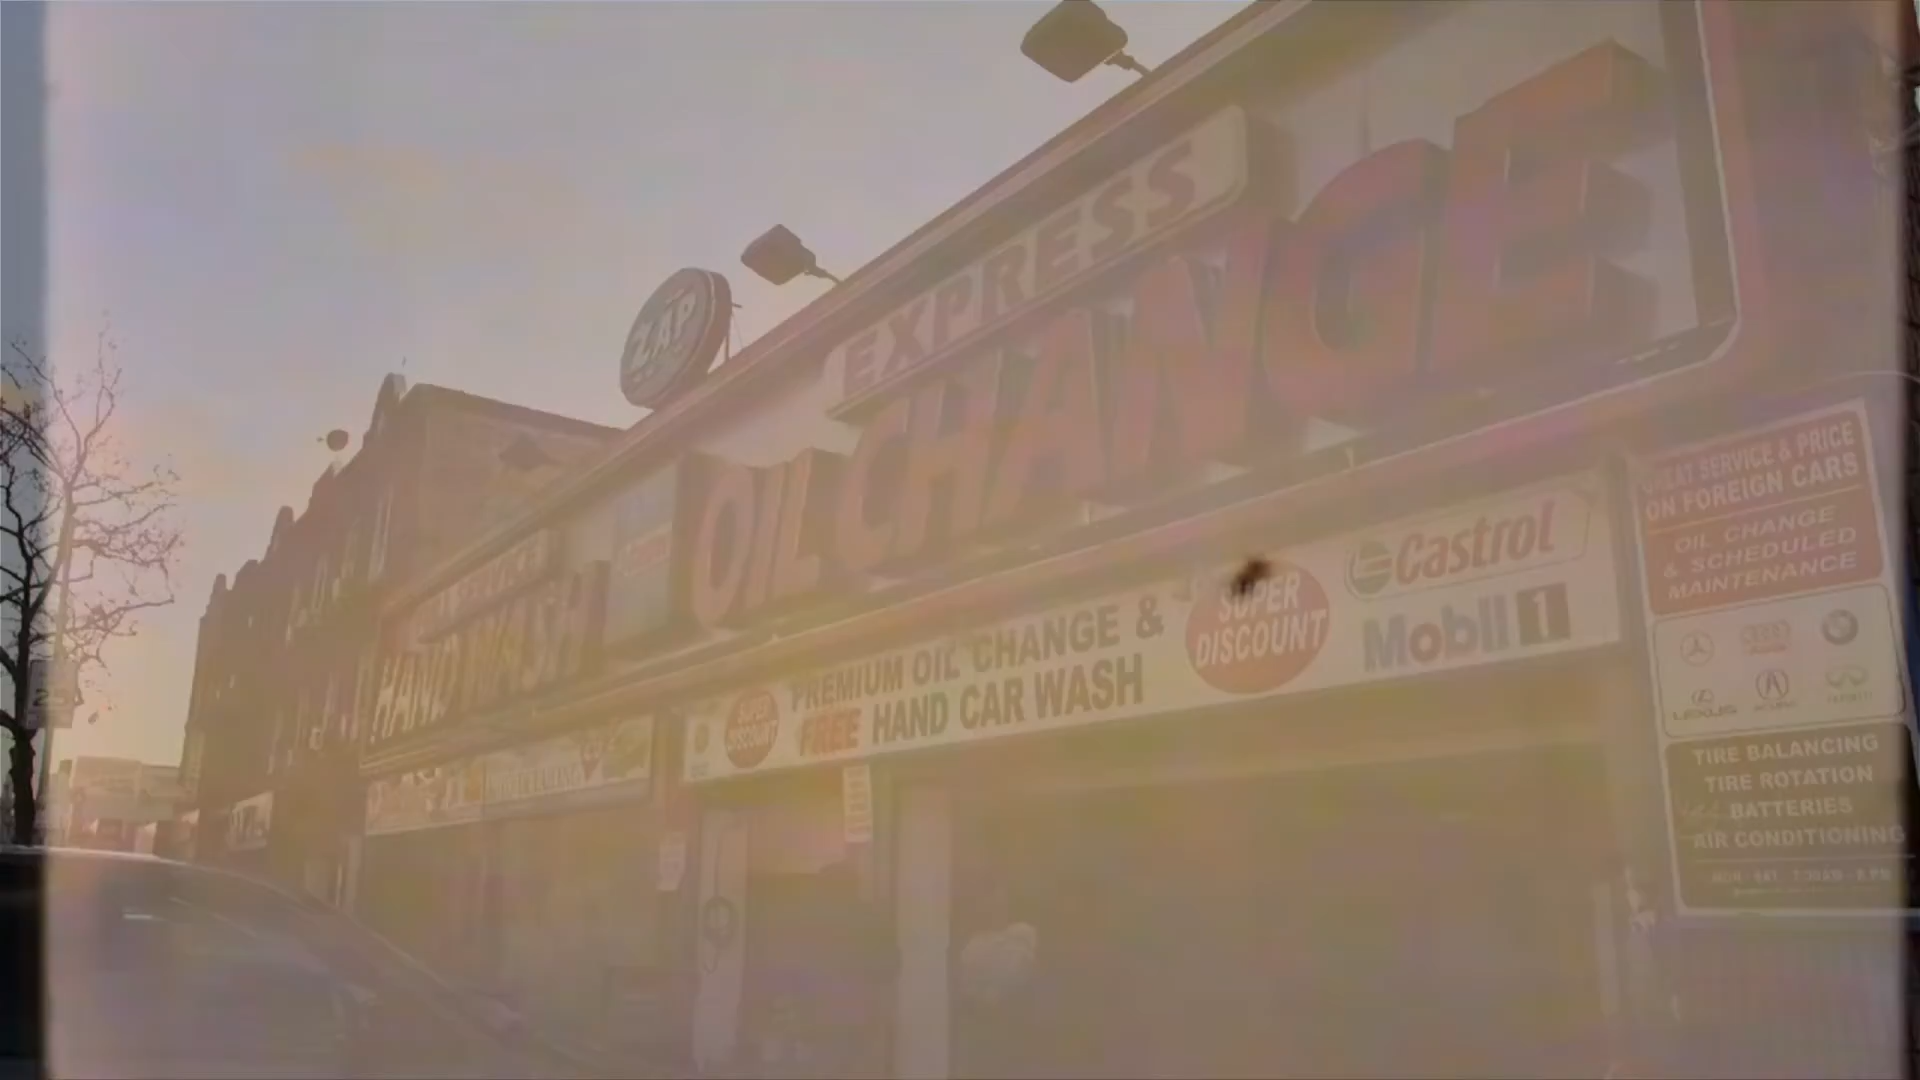 ZAP
EXPRESS
OIL CHANGE
HAND WASH
SUPER
DISCOUNT
PREMIUM OIL CHANGE &
FREE HAND CAR WASH
SUPER
DISCOUNT
Castrol
Mobil 1
GREAT SERVICE & PRICE
ON FOREIGN CARS
OIL CHANGE
& SCHEDULED
MAINTENANCE
LEXUS
TIRE BALANCING
TIRE ROTATION
BATTERIES
AIR CONDITIONING